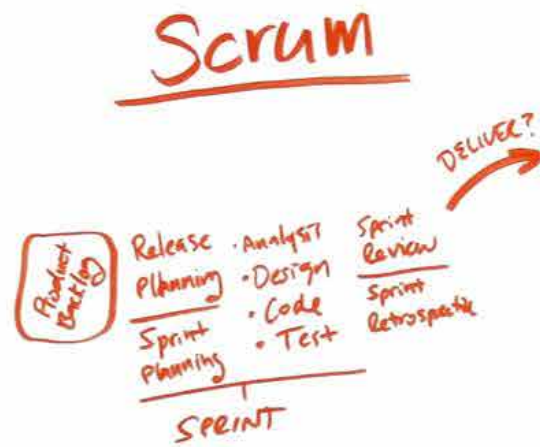 Scrum
DELIVER?
Product
Backlog
Release
Planning
Sprint
Planning
• Analysis
• Design
• Code
• Test
Sprint
Review
Sprint
Retrospective
SPRINT